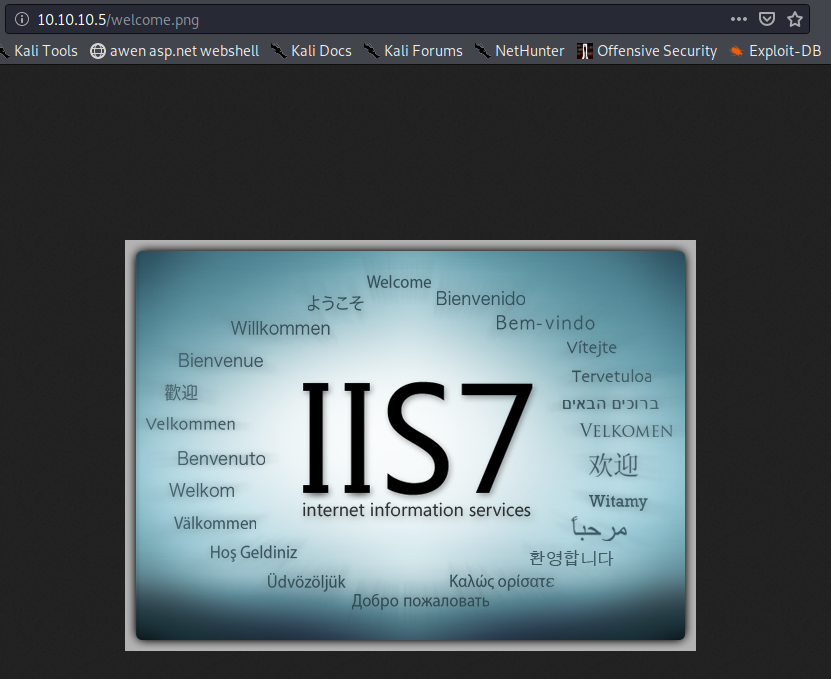 10.10.10.5/welcome.png
Kali Tools awen asp.net webshell Kali Docs Kali Forums NetHunter Offensive Security Exploit-DB
Welcome
ようこそ Bienvenido
Willkommen Bem-vindo
Bienvenue Vítejte
歡迎 Tervetuloa
ברוכים הבאים
Velkommen VELKOMEN
Benvenuto 欢迎
Welkom Witamy
Välkommen مرحباً
Hoş Geldiniz 환영합니다
Üdvözöljük Καλώς ορίσατε
Добро пожаловать
IIS7
internet information services